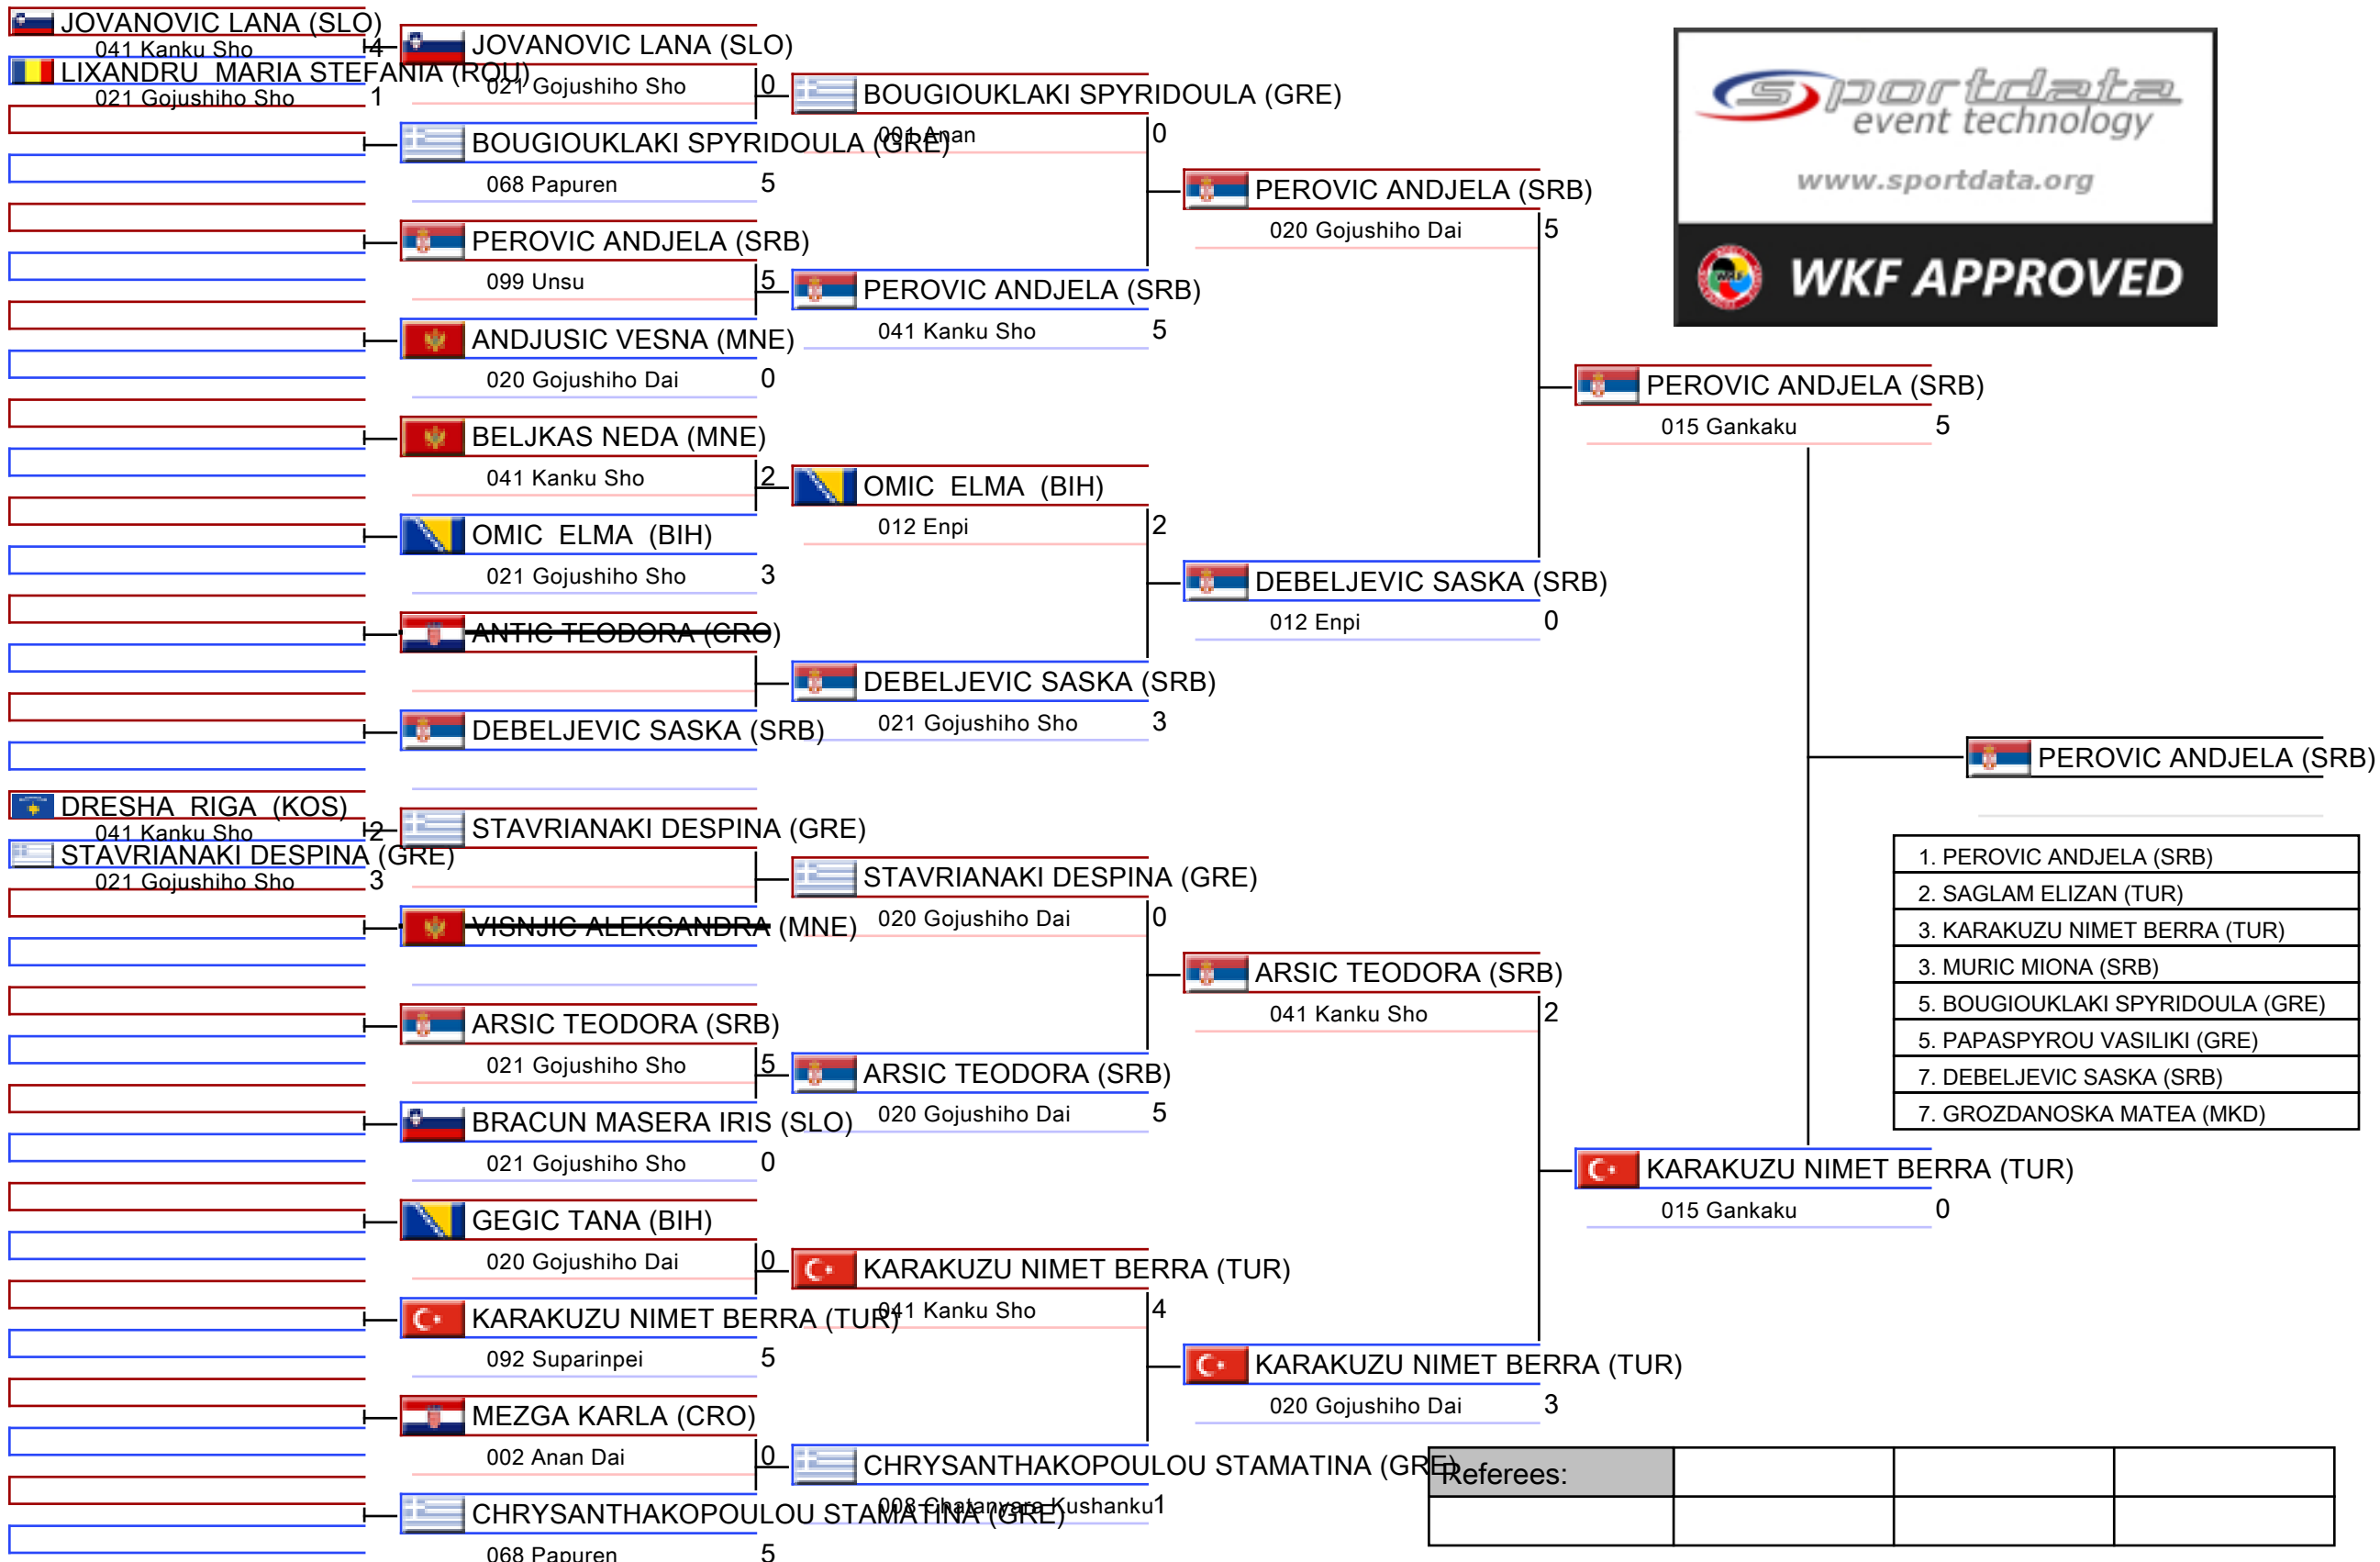 JOVANOVIC LANA (SLO)
041 Kanku Sho 4
LIXANDRU MARIA STEFANIA (ROU)
021 Gojushiho Sho 1
DRESHA RIGA (KOS)
041 Kanku Sho 2
STAVRIANAKI DESPINA (GRE)
021 Gojushiho Sho 3
JOVANOVIC LANA (SLO)
021 Gojushiho Sho 0
BOUGIOUKLAKI SPYRIDOULA (GRE)
068 Papuren 5
PEROVIC ANDJELA (SRB)
099 Unsu 5
ANDJUSIC VESNA (MNE)
020 Gojushiho Dai 0
BELJKAS NEDA (MNE)
041 Kanku Sho 2
OMIC ELMA (BIH)
021 Gojushiho Sho 3
ANTIC TEODORA (CRO)
DEBELJEVIC SASKA (SRB)
STAVRIANAKI DESPINA (GRE)
VISNJIC ALEKSANDRA (MNE)
ARSIC TEODORA (SRB)
021 Gojushiho Sho 5
BRACUN MASERA IRIS (SLO)
021 Gojushiho Sho 0
GEGIC TANA (BIH)
020 Gojushiho Dai 0
KARAKUZU NIMET BERRA (TUR)
092 Suparinpei 5
MEZGA KARLA (CRO)
002 Anan Dai 0
CHRYSANTHAKOPOULOU STAMATINA (GRE)
068 Papuren 5
BOUGIOUKLAKI SPYRIDOULA (GRE)
001 Anan 0
PEROVIC ANDJELA (SRB)
041 Kanku Sho 5
OMIC ELMA (BIH)
012 Enpi 2
DEBELJEVIC SASKA (SRB)
021 Gojushiho Sho 3
STAVRIANAKI DESPINA (GRE)
020 Gojushiho Dai 0
ARSIC TEODORA (SRB)
020 Gojushiho Dai 5
KARAKUZU NIMET BERRA (TUR)
041 Kanku Sho 4
CHRYSANTHAKOPOULOU STAMATINA (GRE)
008 Chatanyara Kushanku 1
PEROVIC ANDJELA (SRB)
020 Gojushiho Dai 5
DEBELJEVIC SASKA (SRB)
012 Enpi 0
ARSIC TEODORA (SRB)
041 Kanku Sho 2
KARAKUZU NIMET BERRA (TUR)
020 Gojushiho Dai 3
PEROVIC ANDJELA (SRB)
015 Gankaku 5
KARAKUZU NIMET BERRA (TUR)
015 Gankaku 0
PEROVIC ANDJELA (SRB)
sportdata
event technology
www.sportdata.org
WKF
WKF APPROVED
1. PEROVIC ANDJELA (SRB)
2. SAGLAM ELIZAN (TUR)
3. KARAKUZU NIMET BERRA (TUR)
3. MURIC MIONA (SRB)
5. BOUGIOUKLAKI SPYRIDOULA (GRE)
5. PAPASPYROU VASILIKI (GRE)
7. DEBELJEVIC SASKA (SRB)
7. GROZDANOSKA MATEA (MKD)
Referees: